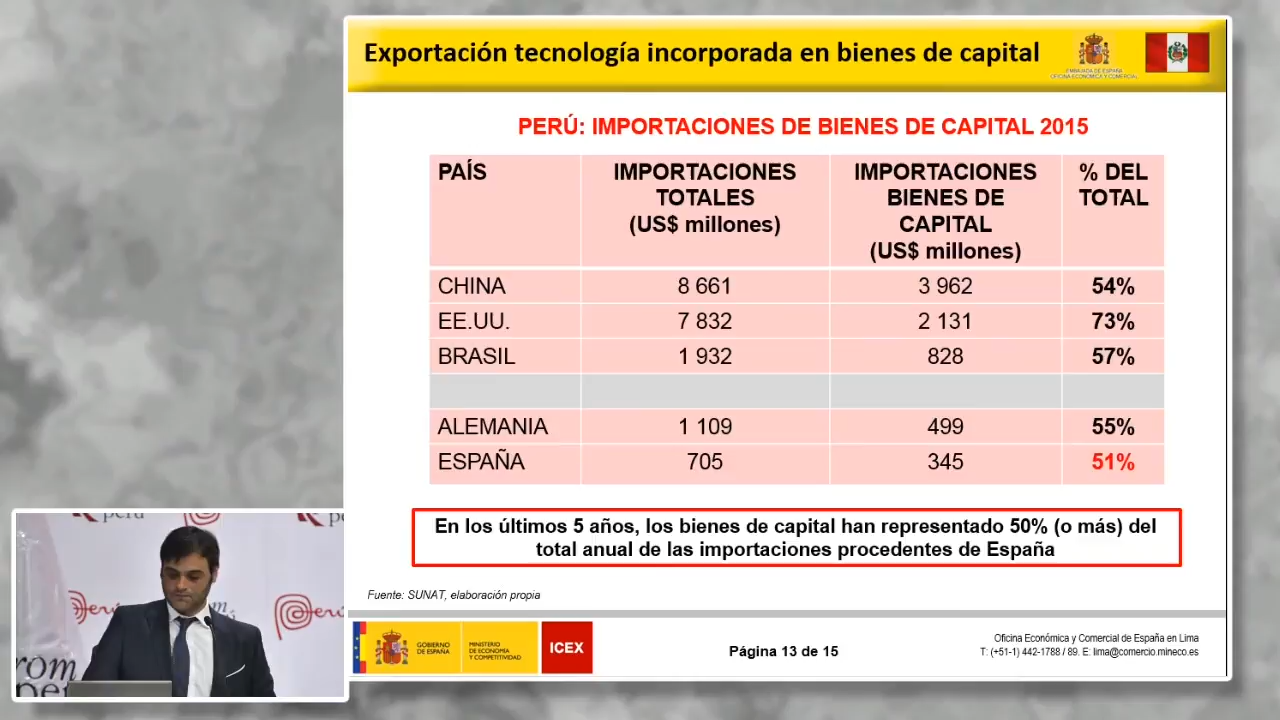 Exportación tecnología incorporada en bienes de capital
EMBAJADA DE ESPAÑA
OFICINA ECONÓMICA Y COMERCIAL
PERÚ: IMPORTACIONES DE BIENES DE CAPITAL 2015
PAÍS IMPORTACIONES TOTALES (US$ millones) IMPORTACIONES BIENES DE CAPITAL (US$ millones) % DEL TOTAL
CHINA 8 661 3 962 54%
EE.UU. 7 832 2 131 73%
BRASIL 1 932 828 57%
ALEMANIA 1 109 499 55%
ESPAÑA 705 345 51%
En los últimos 5 años, los bienes de capital han representado 50% (o más) del
total anual de las importaciones procedentes de España
Fuente: SUNAT, elaboración propia
GOBIERNO
DE ESPAÑA
MINISTERIO
DE ECONOMÍA
Y COMPETITIVIDAD
ICEX
Página 13 de 15
Oficina Económica y Comercial de España en Lima
T: (+51-1) 442-1788 / 89. E: lima@comercio.mineco.es
Perú
Perú